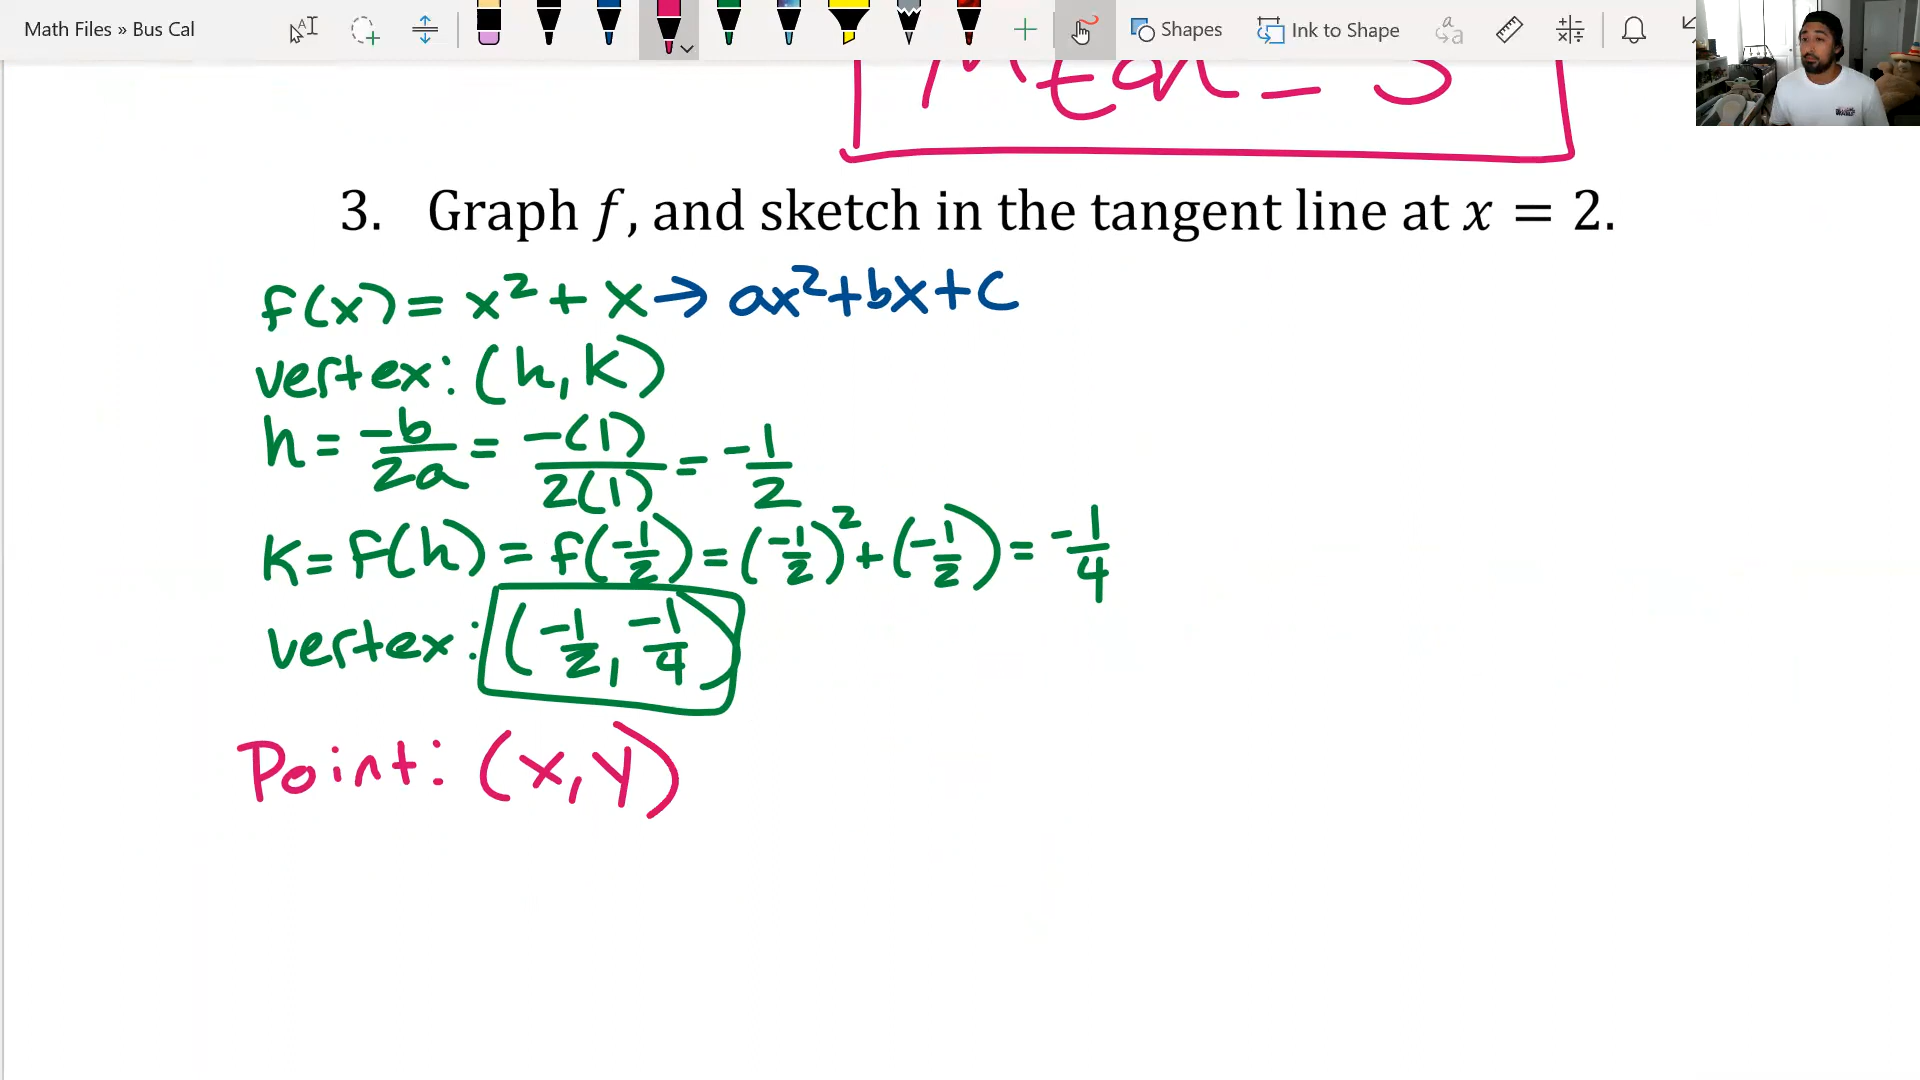 Math Files » Bus Cal
Shapes
Ink to Shape
3. Graph f, and sketch in the tangent line at x = 2.
f(x) = x² + x → ax²+bx+c
vertex: (h, k)
h = -b/2a = -(1)/2(1) = -1/2
k = f(h) = f(-1/2) = (-1/2)² + (-1/2) = -1/4
vertex: (-1/2, -1/4)
Point: (x, y)